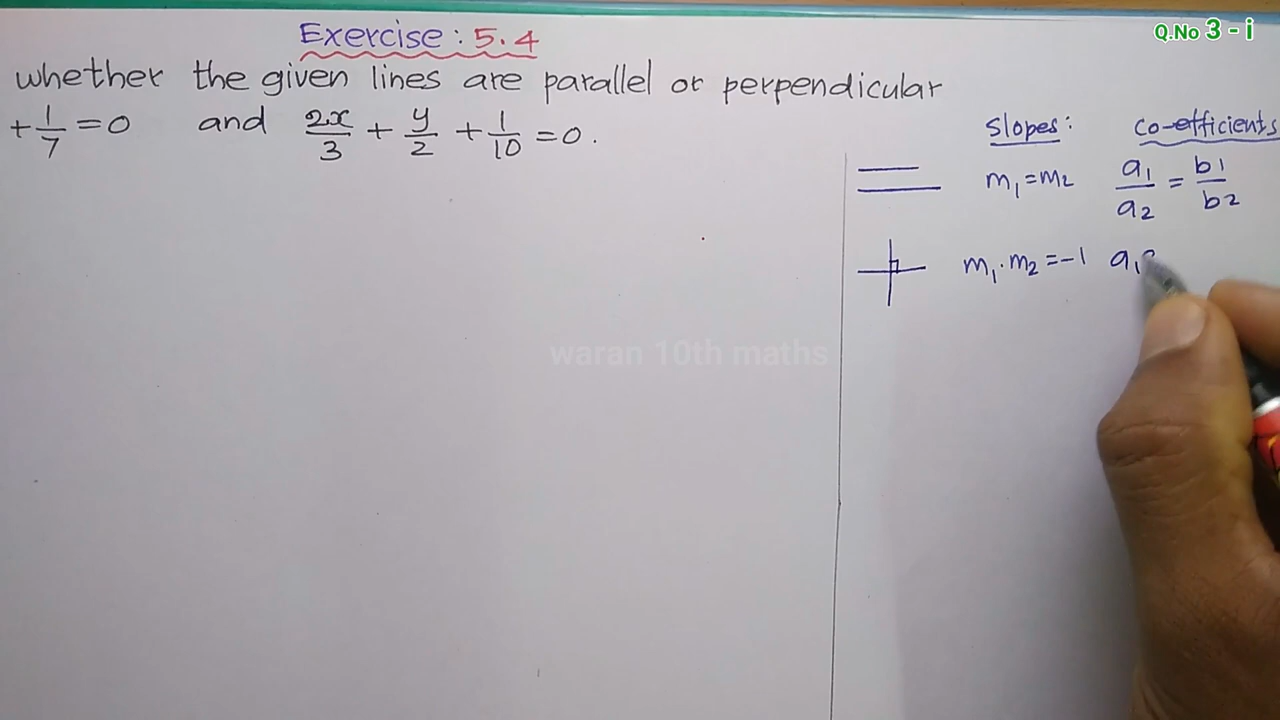 Q.No 3 - i
Exercise: 5.4
whether the given lines are parallel or perpendicular
+ 1/7 = 0 and 2x/3 + y/2 + 1/10 = 0.
Slopes: Co-efficients
m₁ = m₂ a₁/a₂ = b₁/b₂
m₁ · m₂ = -1 a₁
waran 10th maths